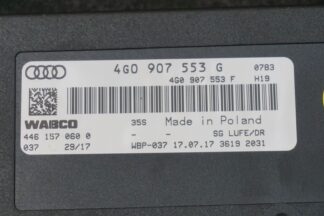 4G0 907 553 G 0783
4G0 907 553 F H19
WABCO 35S Made in Poland
446 157 060 0 SG LUFE/DR
037 29/17 WBP-037 17.07.17 3619 2031